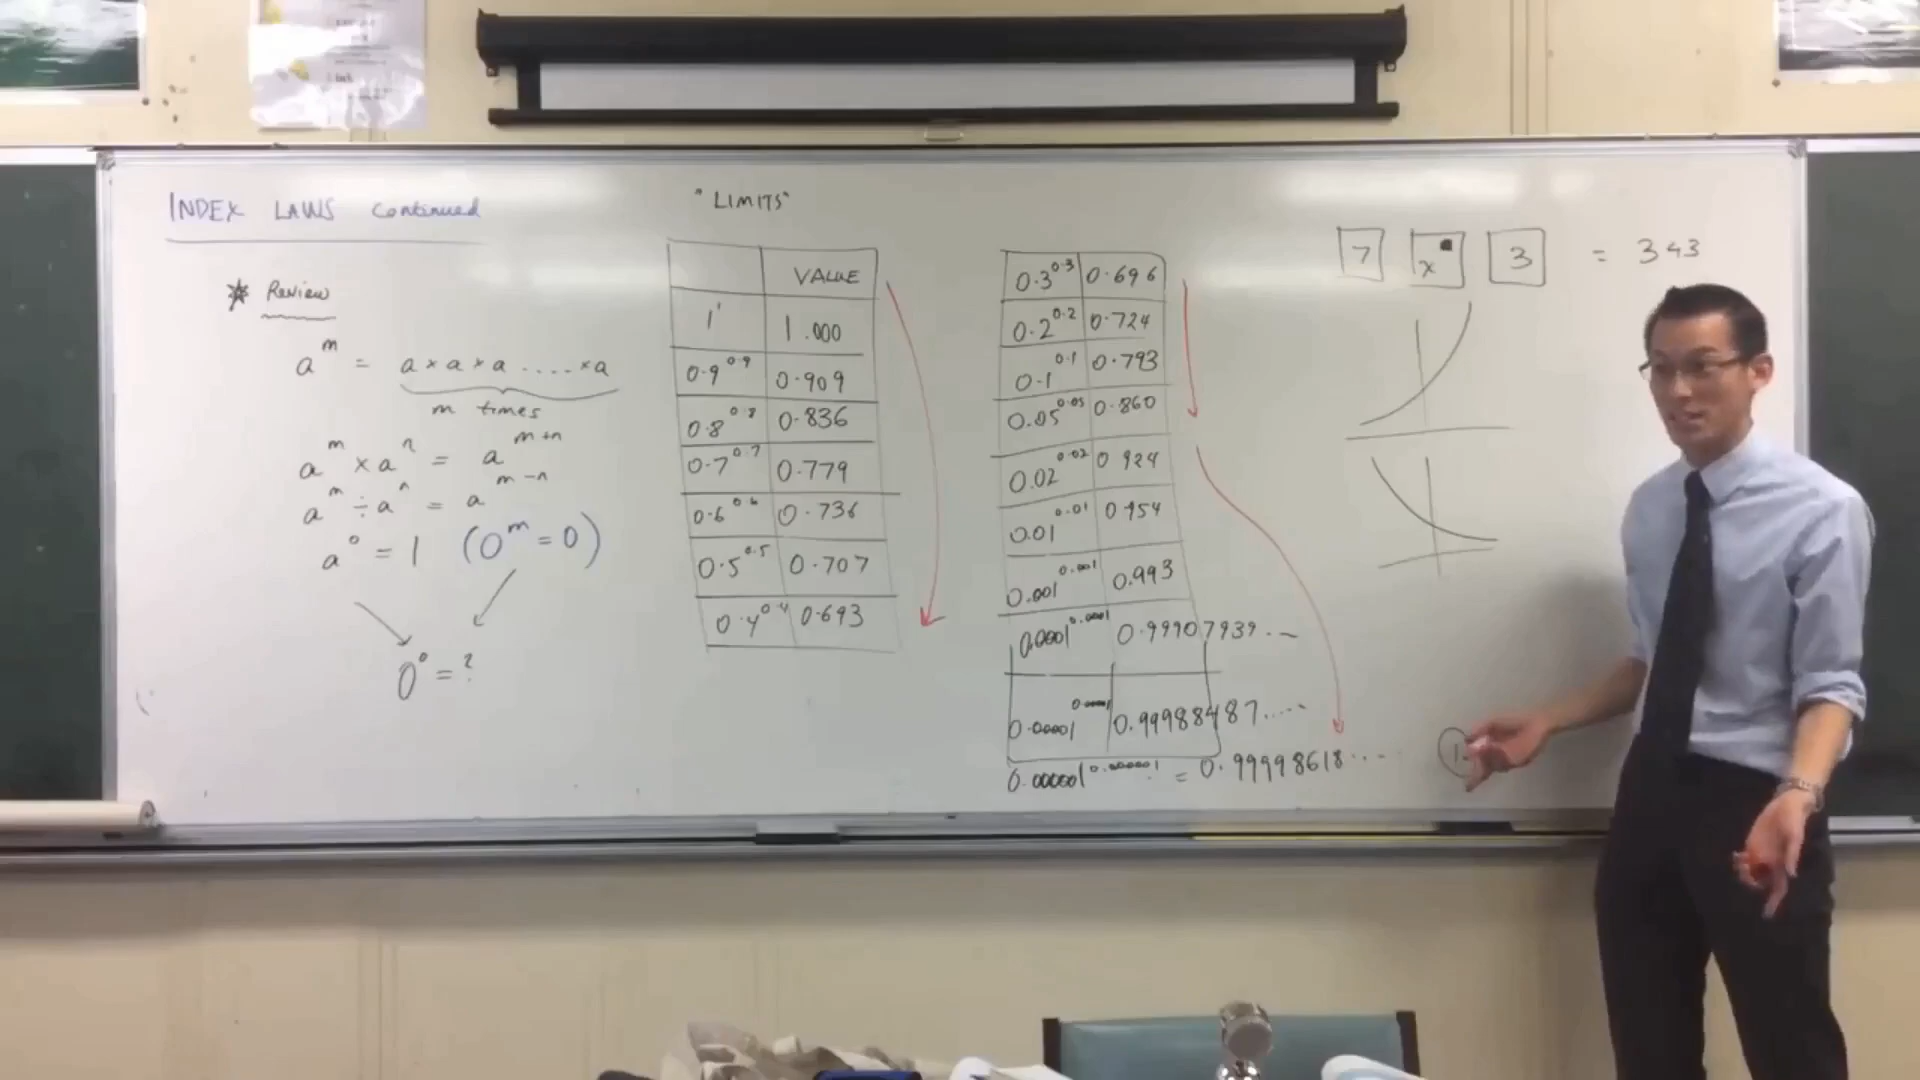 INDEX LAWS continued
* Review
a^m = a × a × a ..... × a
m times
a^m × a^n = a^(m+n)
a^m ÷ a^n = a^(m-n)
a^0 = 1 (0^m = 0)
0^0 = ?
"LIMITS"
VALUE
1^1 1.000
0.9^0.9 0.909
0.8^0.8 0.836
0.7^0.7 0.779
0.6^0.6 0.736
0.5^0.5 0.707
0.4^0.4 0.693
0.3^0.3 0.696
0.2^0.2 0.724
0.1^0.1 0.793
0.05^0.05 0.860
0.02^0.02 0.924
0.01^0.01 0.954
0.001^0.001 0.993
0.0001^0.0001 0.99907939...
0.00001^0.00001 0.99988487....
0.000001^0.000001 = 0.99998618....
7 x^■ 3 = 343